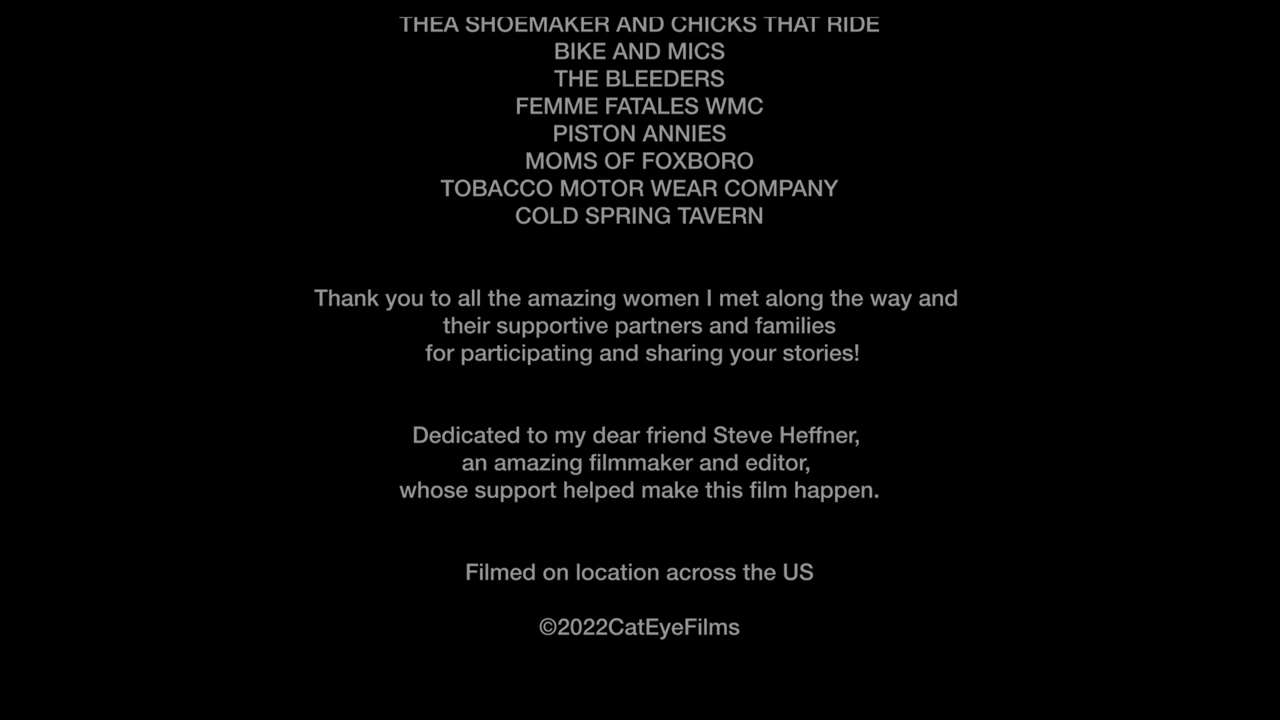 THEA SHOEMAKER AND CHICKS THAT RIDE
BIKE AND MICS
THE BLEEDERS
FEMME FATALES WMC
PISTON ANNIES
MOMS OF FOXBORO
TOBACCO MOTOR WEAR COMPANY
COLD SPRING TAVERN
Thank you to all the amazing women I met along the way and
their supportive partners and families
for participating and sharing your stories!
Dedicated to my dear friend Steve Heffner,
an amazing filmmaker and editor,
whose support helped make this film happen.
Filmed on location across the US
©2022CatEyeFilms